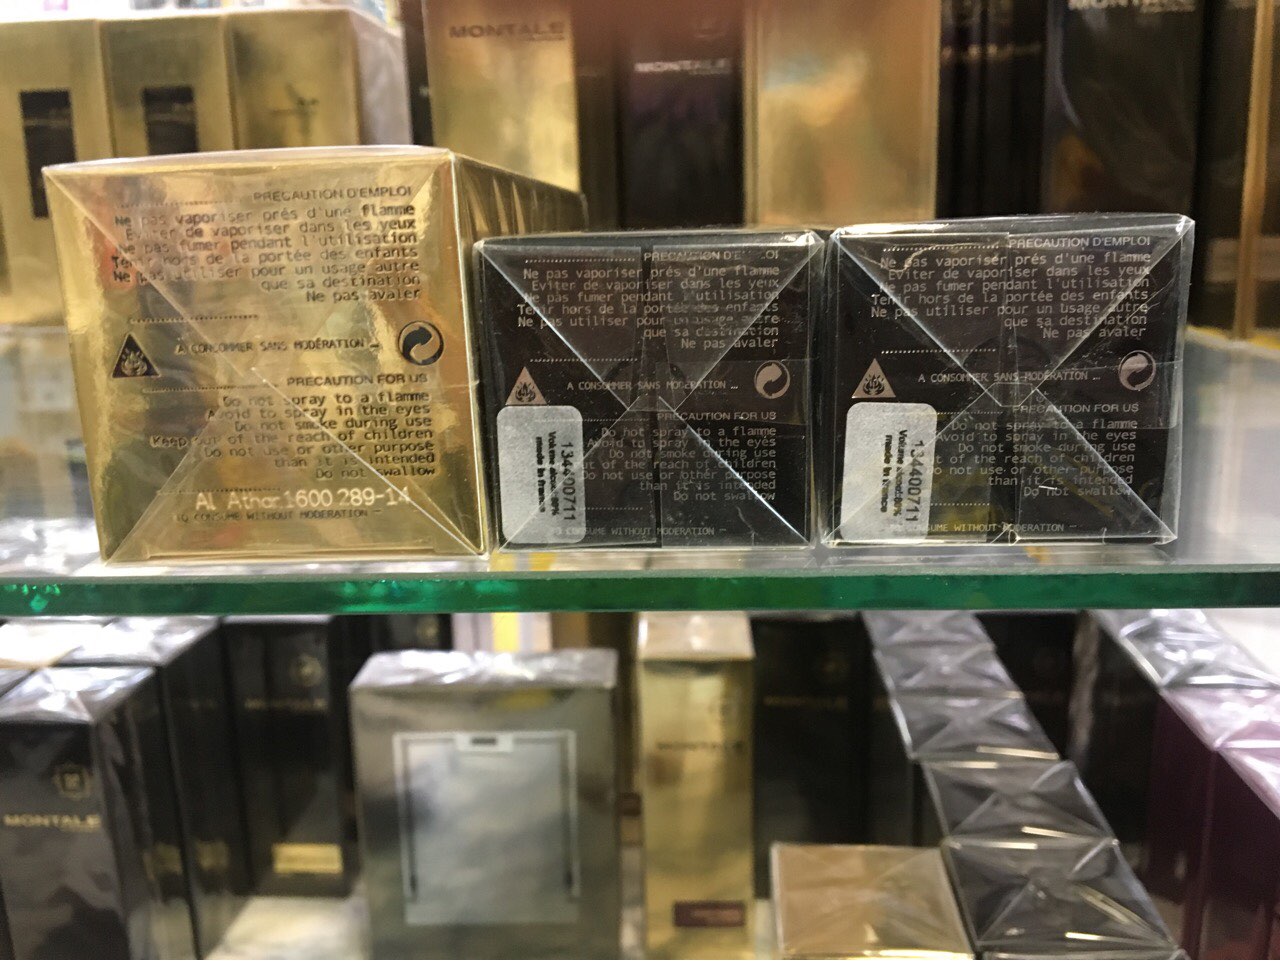 MONTALE
MONTALE
PRECAUTION D'EMPLOI
Ne pas vaporiser prés d'une flamme
Eviter de vaporiser dans les yeux
Ne pas fumer pendant l'utilisation
Tenir hors de la portée des enfants
Ne pas utiliser pour un usage autre
que sa destination
Ne pas avaler
A CONSOMMER SANS MODÉRATION ...
PRECAUTION FOR US
Do not spray to a flamme
Avoid to spray in the eyes
Do not smoke during use
Keep out of the reach of children
Do not use or other purpose
than it is intended
Do not swallow
1600 289-14
TO CONSUME WITHOUT MODERATION ...
PRECAUTION
Ne pas vaporiser prés d'une flamme
Eviter de vaporiser dans les yeux
Ne pas fumer pendant l'utilisation
Tenir hors de la portée des enfants
Ne pas utiliser pour
que sa destination
Ne pas avaler
A CONSOMMER SANS MODERATION ...
PRECAUTION FOR US
Do not spray to a flamme
Avoid to spray in the eyes
Do not smoke during use
of the reach of children
Do not use or other purpose
than it is intended
Do not swallow
TO CONSUME WITHOUT MODERATION ...
134400711
made in france
PRECAUTION D'EMPLOI
Ne pas vaporiser prés d'une flamme
Eviter de vaporiser dans les yeux
Ne pas fumer pendant l'utilisation
Tenir hors de la portée des enfants
Ne pas utiliser pour un usage autre
que sa destination
Ne pas avaler
A CONSOMMER SANS MODERATION ...
PRECAUTION FOR US
Do not spray to a flamme
Avoid to spray in the eyes
Do not smoke during use
of the reach of children
Do not use or other purpose
than it is intended
Do not swallow
CONSUME WITHOUT MODERATION ...
134400711
made in france
MONTALE
MONTALE
MONTALE